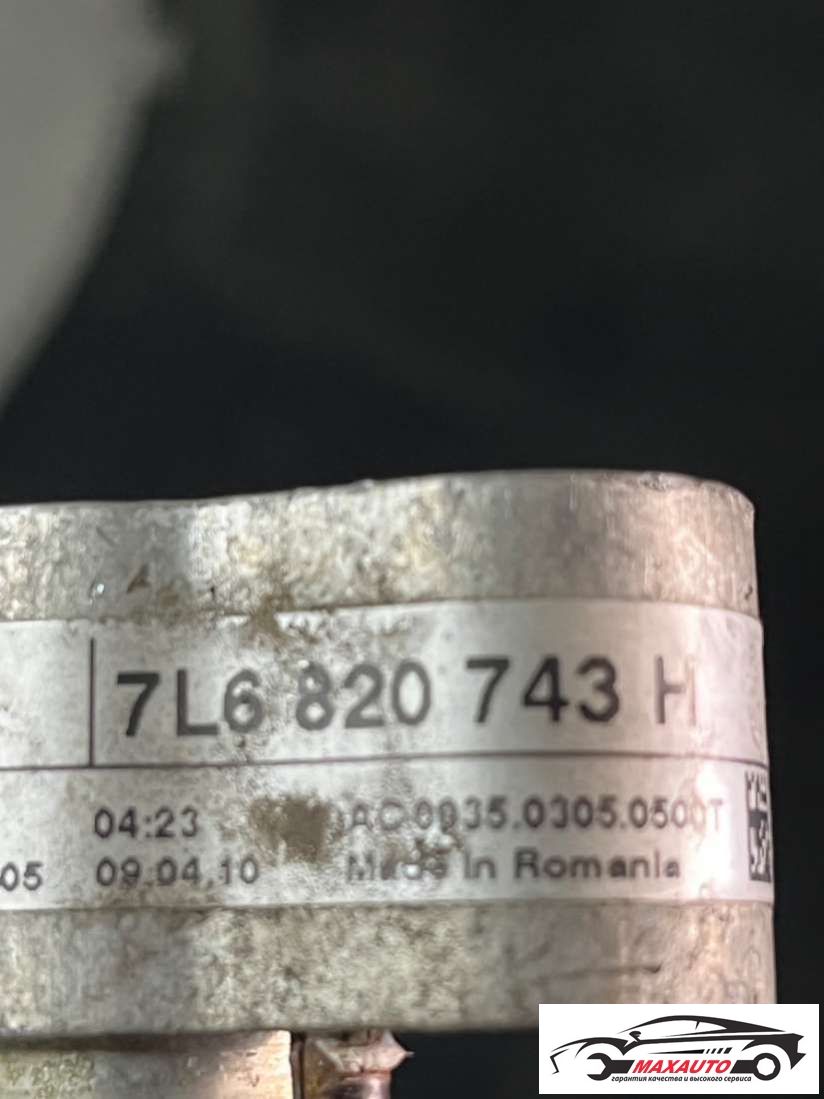 7L6 820 743 H
04:23 AC0935.0305.0500T
05 09.04.10 Made in Romania
MAXAUTO
гарантия качества и высокого сервиса